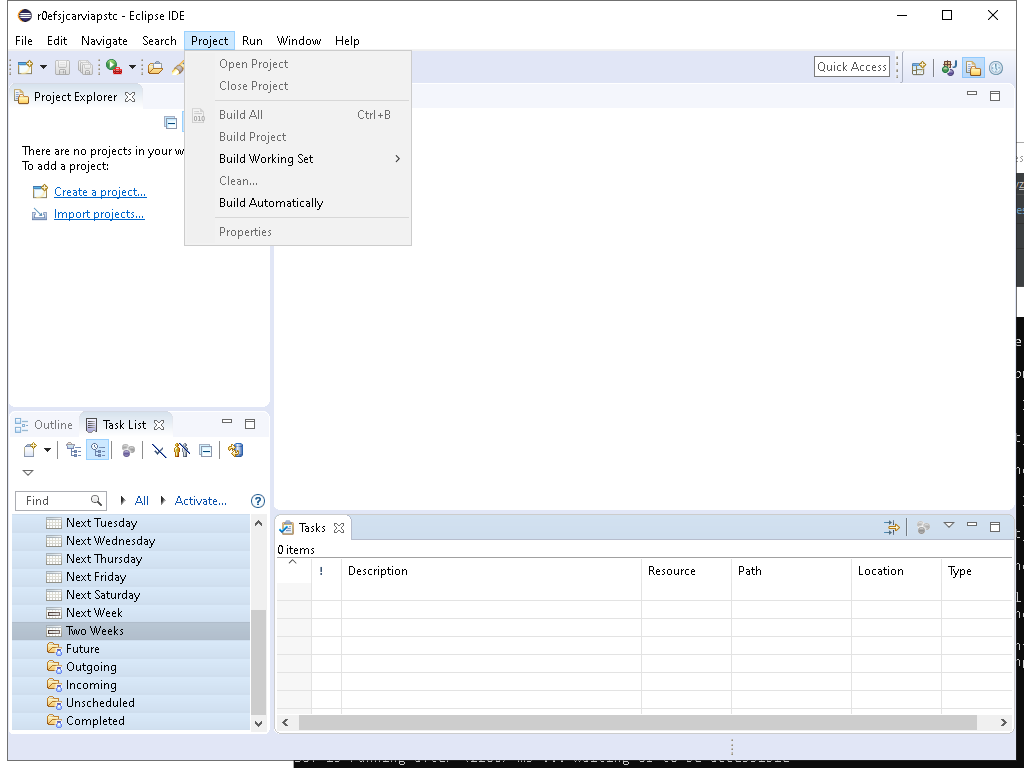 r0efsjcarviapstc - Eclipse IDE
File Edit Navigate Search Project Run Window Help
Quick Access
Open Project
Close Project
Build All Ctrl+B
Build Project
Build Working Set
Clean...
Build Automatically
Properties
Project Explorer
There are no projects in your w
To add a project:
Create a project...
Import projects...
Outline Task List
Find All Activate...
Next Tuesday
Next Wednesday
Next Thursday
Next Friday
Next Saturday
Next Week
Two Weeks
Future
Outgoing
Incoming
Unscheduled
Completed
Tasks
0 items
! Description Resource Path Location Type